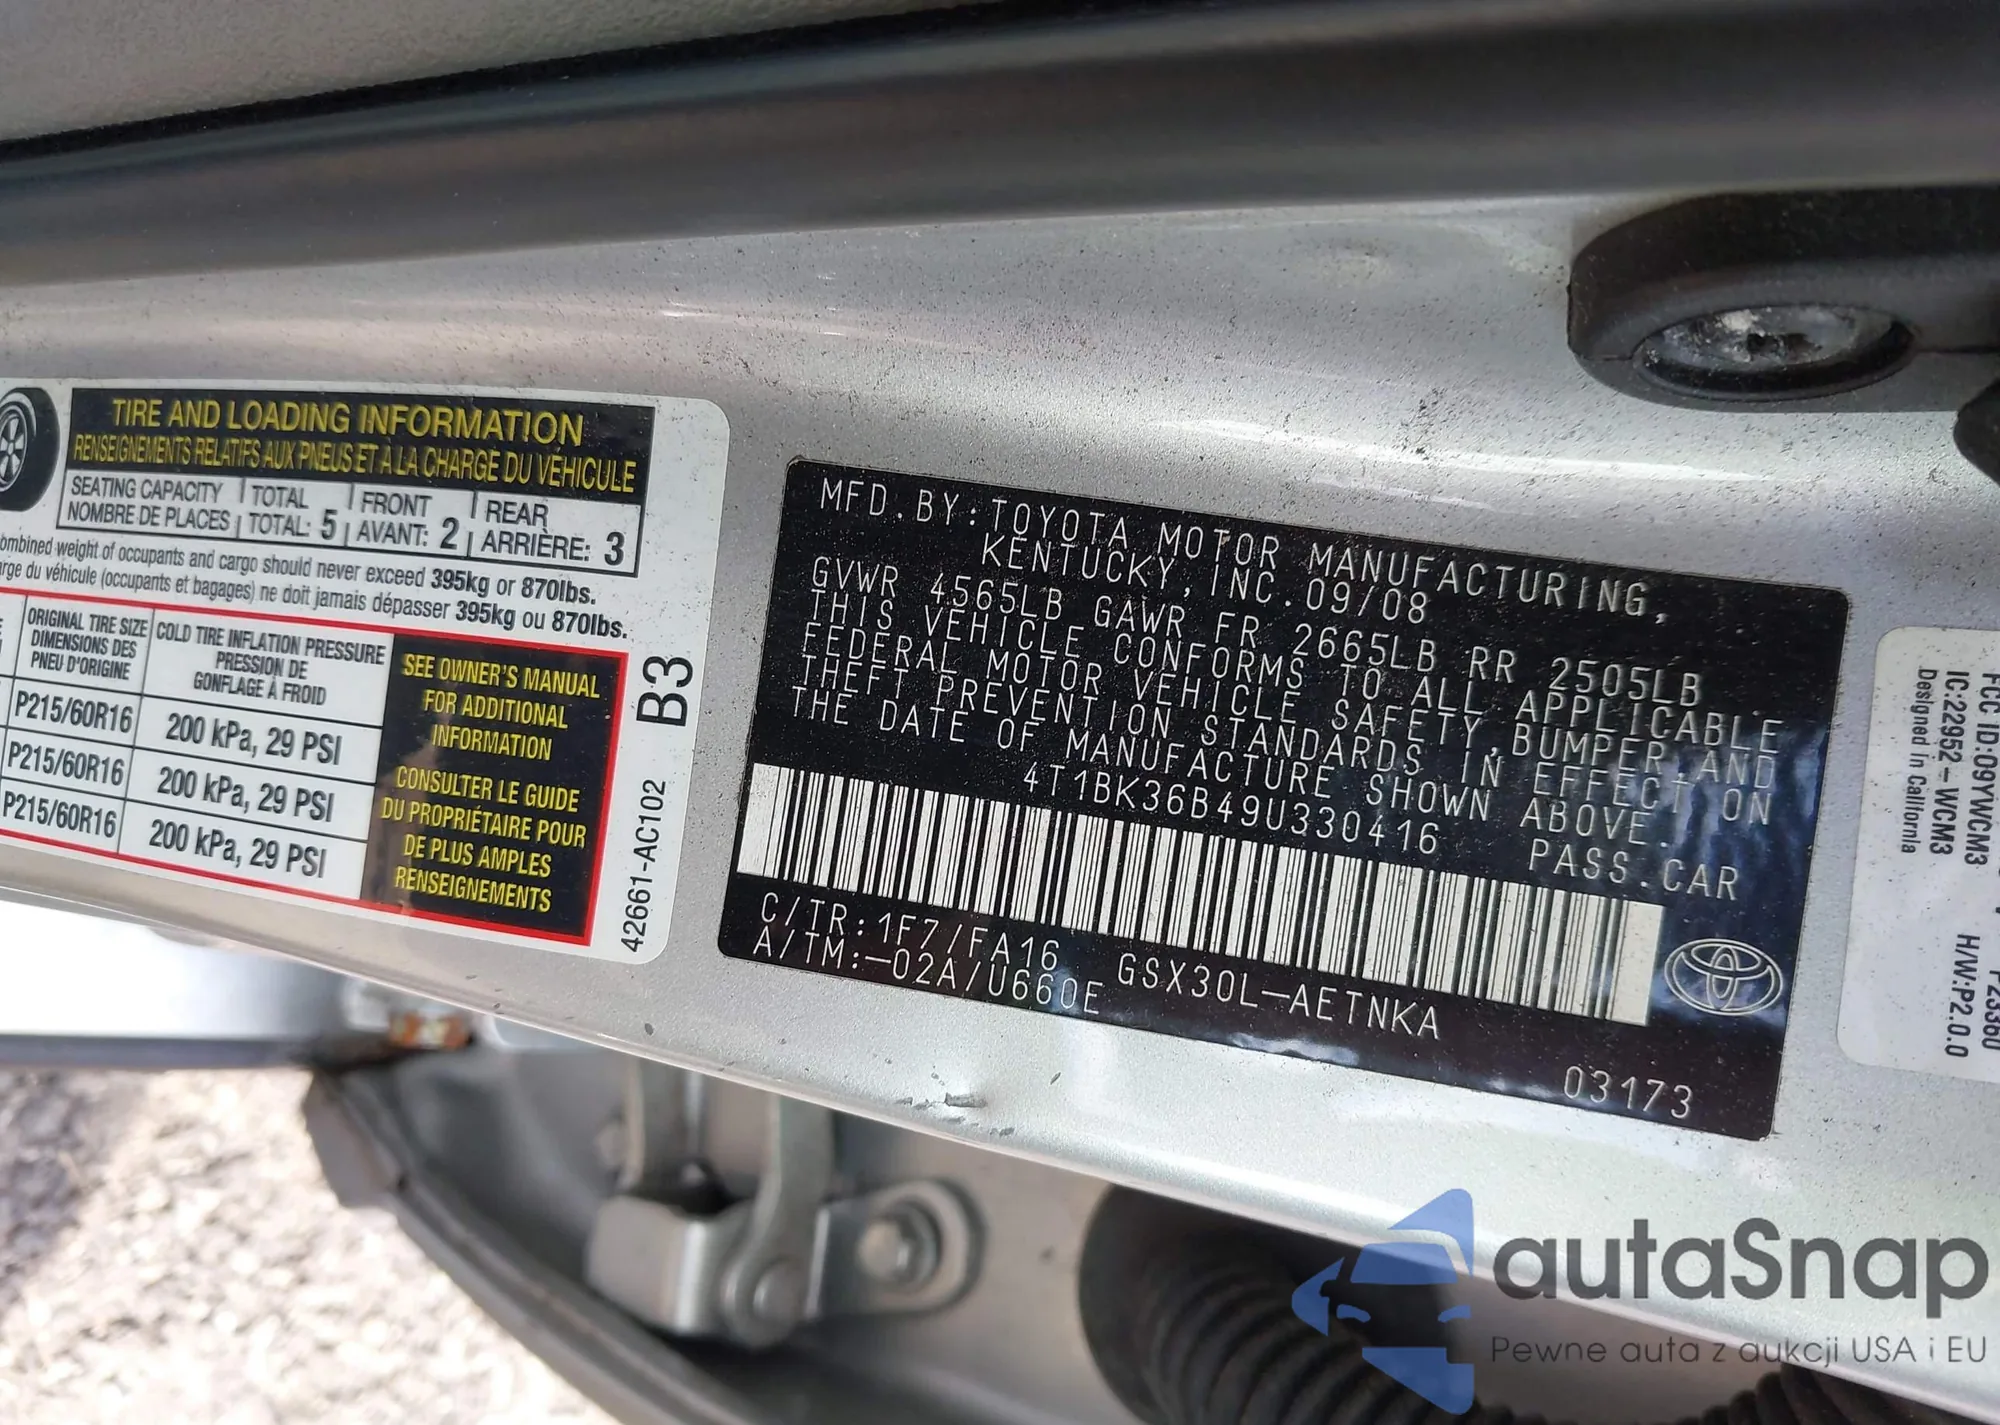 TIRE AND LOADING INFORMATION
RENSEIGNEMENTS RELATIFS AUX PNEUS ET À LA CHARGE DU VÉHICULE
SEATING CAPACITY TOTAL FRONT REAR
NOMBRE DE PLACES TOTAL: 5 AVANT: 2 ARRIÈRE: 3
weight of occupants and cargo should never exceed 395kg or 870lbs.
du véhicule (occupants et bagages) ne doit jamais dépasser 395kg ou 870lbs.
ORIGINAL TIRE SIZE
DIMENSIONS DES
PNEU D'ORIGINE
COLD TIRE INFLATION PRESSURE
PRESSION DE
GONFLAGE À FROID
P215/60R16 200 kPa, 29 PSI
P215/60R16 200 kPa, 29 PSI
P215/60R16 200 kPa, 29 PSI
SEE OWNER'S MANUAL
FOR ADDITIONAL
INFORMATION
CONSULTER LE GUIDE
DU PROPRIÉTAIRE POUR
DE PLUS AMPLES
RENSEIGNEMENTS
42661-AC102 B3
MFD.BY:TOYOTA MOTOR MANUFACTURING,
KENTUCKY,INC.09/08
GVWR 4565LB GAWR FR 2665LB RR 2505LB
THIS VEHICLE CONFORMS TO ALL APPLICABLE
FEDERAL MOTOR VEHICLE SAFETY,BUMPER,AND
THEFT PREVENTION STANDARDS IN EFFECT ON
THE DATE OF MANUFACTURE SHOWN ABOVE.
4T1BK36B49U330416 PASS.CAR
C/TR:1F7/FA16
A/TM:-02A/U660E GSX30L-AETNKA
03173
FCC ID:O9YWCM3
IC:22952-WCM3
Designed in California
P23360
H/W:P2.0.0
autaSnap
Pewne auta z aukcji USA i EU